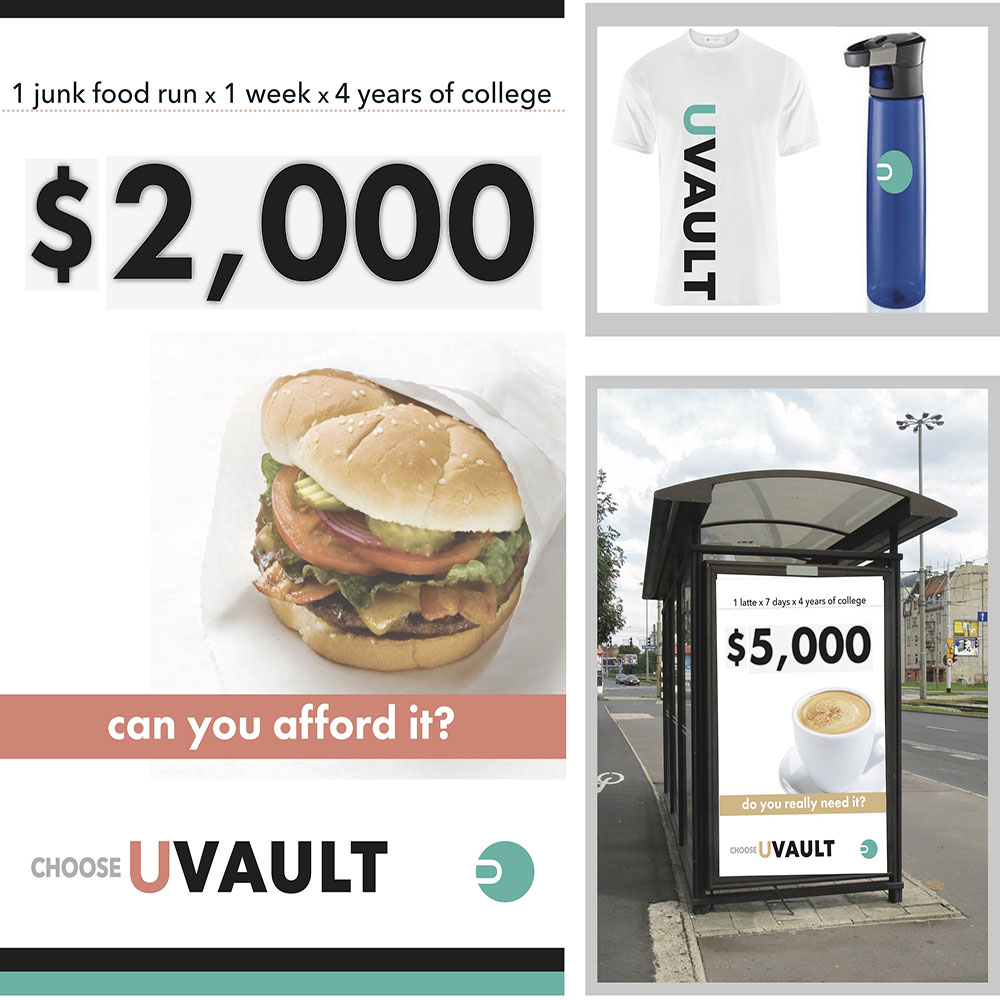 1 junk food run x 1 week x 4 years of college
$2,000
can you afford it?
CHOOSE UVAULT
U
UVAULT
U
1 latte x 7 days x 4 years of college
$5,000
do you really need it?
CHOOSE UVAULT
U